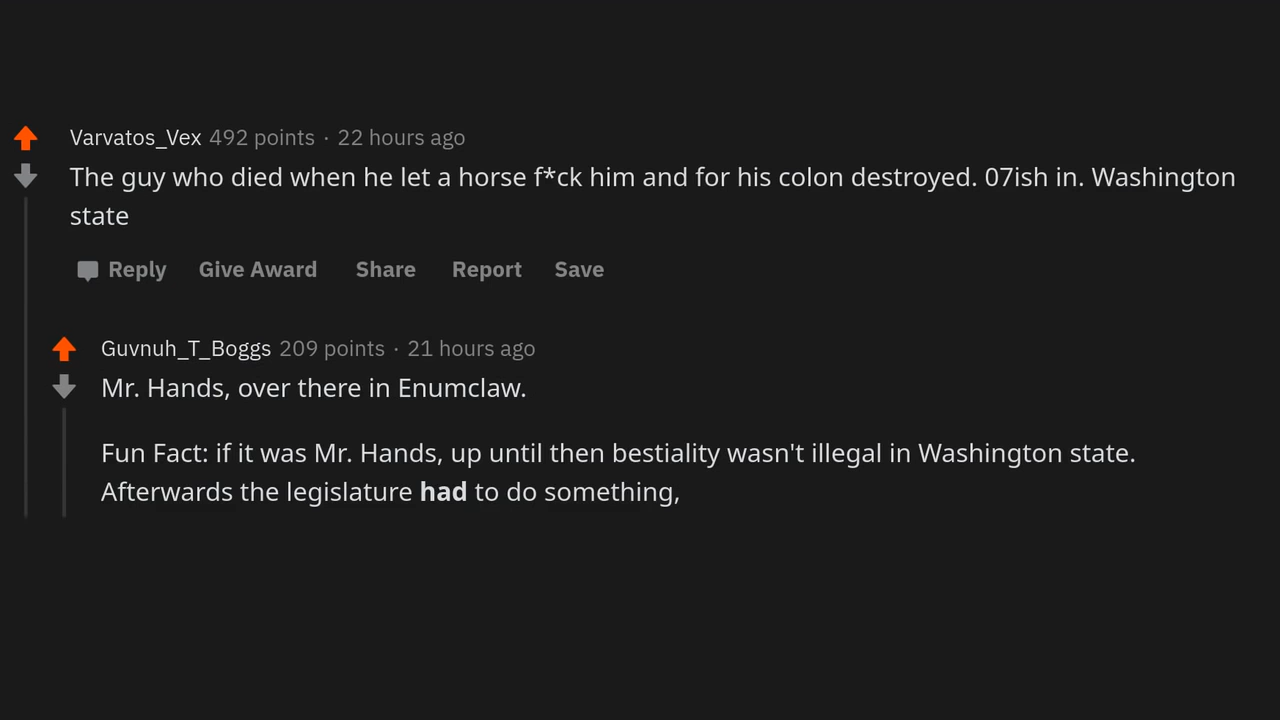 Varvatos_Vex 492 points · 22 hours ago
The guy who died when he let a horse f*ck him and for his colon destroyed. 07ish in. Washington
state
Reply Give Award Share Report Save
Guvnuh_T_Boggs 209 points · 21 hours ago
Mr. Hands, over there in Enumclaw.
Fun Fact: if it was Mr. Hands, up until then bestiality wasn't illegal in Washington state.
Afterwards the legislature had to do something,